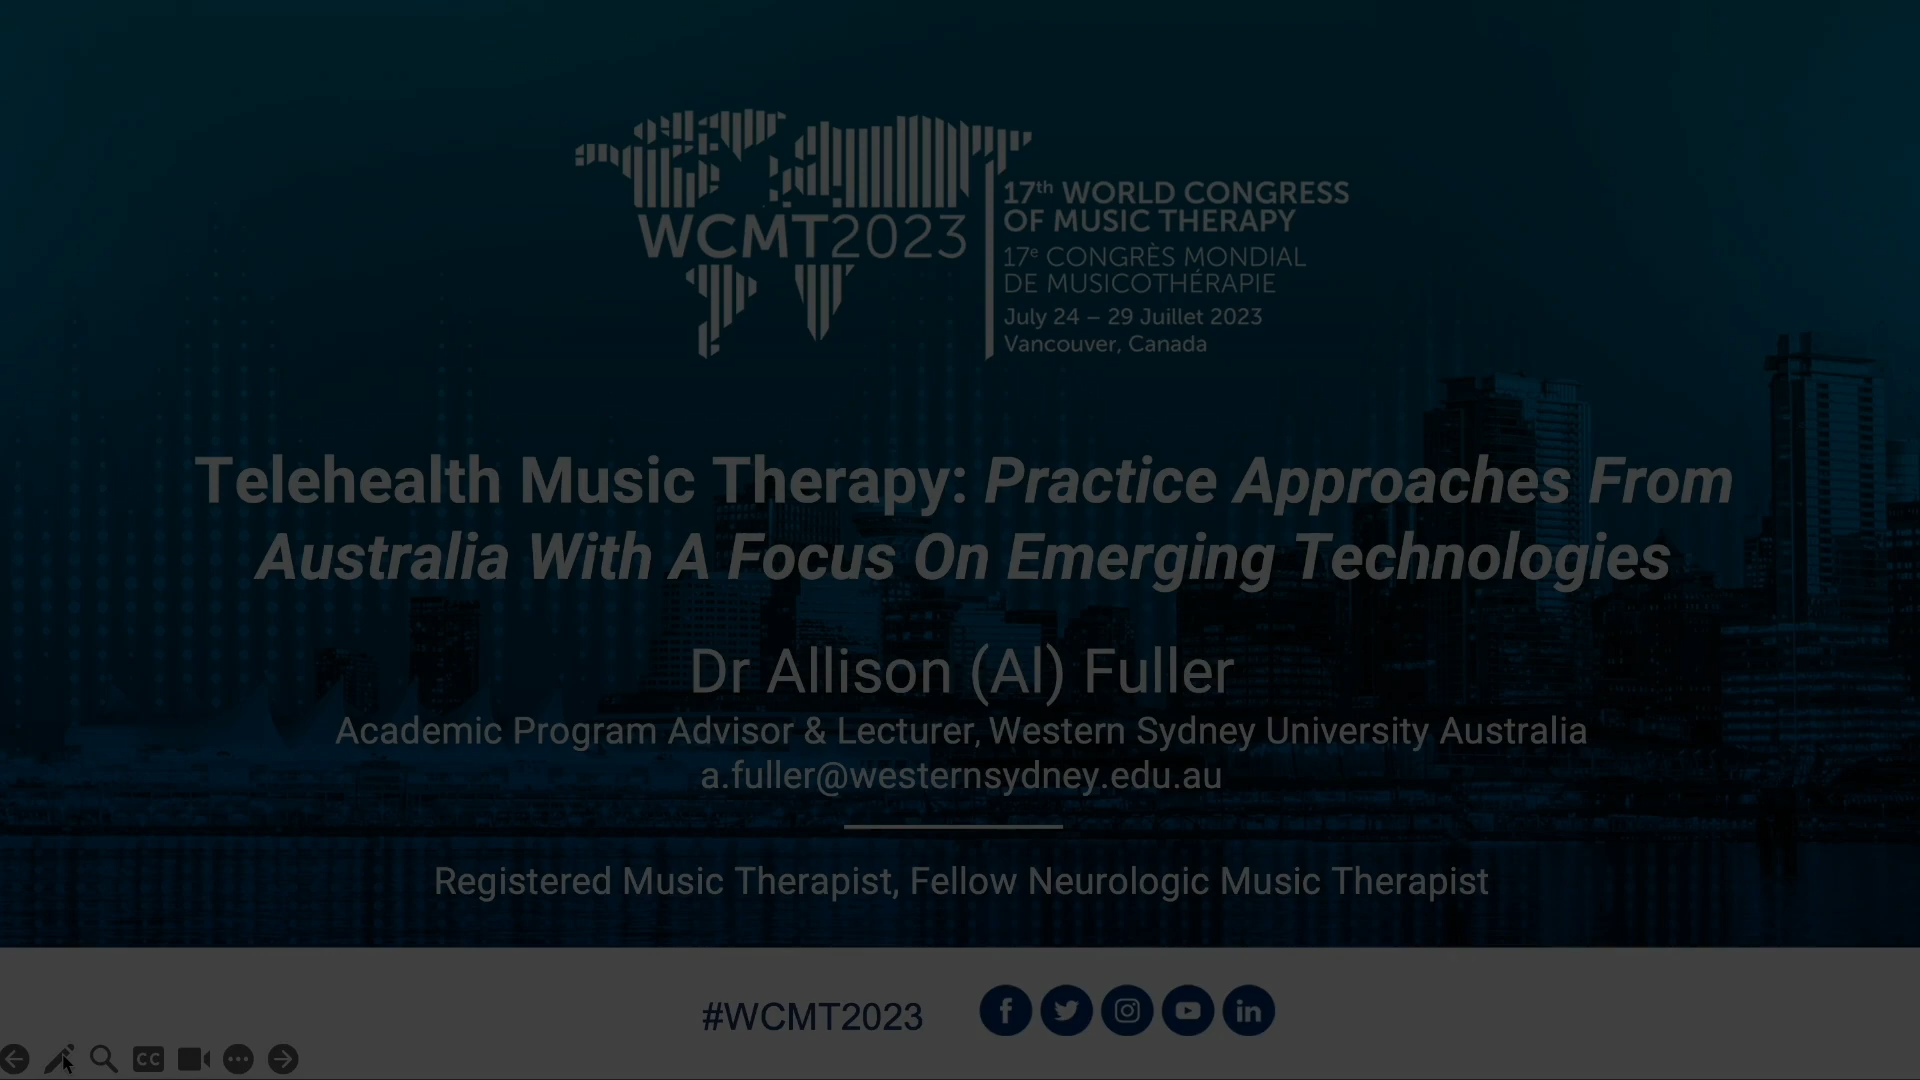 WCMT2023
17th WORLD CONGRESS
OF MUSIC THERAPY
17e CONGRÈS MONDIAL
DE MUSICOTHÉRAPIE
July 24 – 29 Juillet 2023
Vancouver, Canada
Telehealth Music Therapy: Practice Approaches From
Australia With A Focus On Emerging Technologies
Dr Allison (Al) Fuller
Academic Program Advisor & Lecturer, Western Sydney University Australia
a.fuller@westernsydney.edu.au
Registered Music Therapist, Fellow Neurologic Music Therapist
#WCMT2023
CC